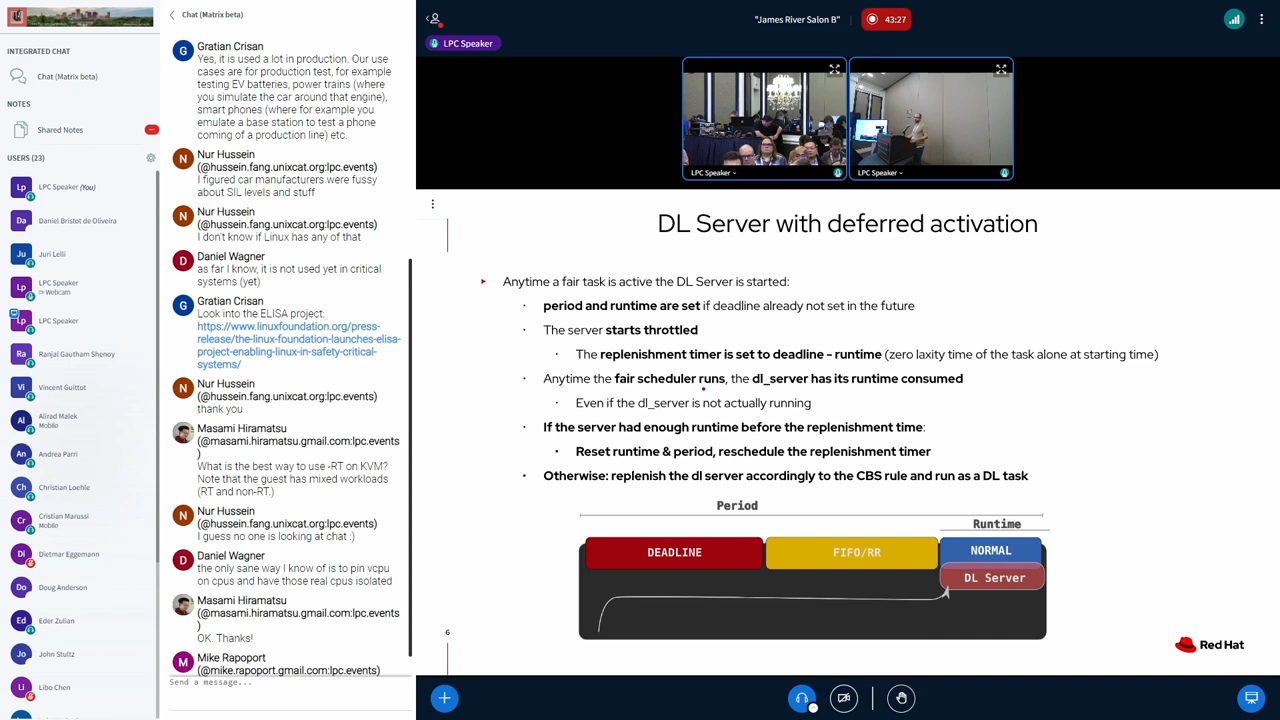 INTEGRATED CHAT
Chat (Matrix beta)
NOTES
Shared Notes
USERS (23)
Lp LPC Speaker (You)
Da Daniel Bristot de Oliveira
Ju Juri Lelli
Lp LPC Speaker
Webcam
Lp LPC Speaker
Ra Ranjal Gautham Shenoy
Vi Vincent Guittot
Al Alirad Malek
Mobile
An Andrea Parri
Ch Christian Loehle
Cr Cristian Marussi
Mobile
Di Dietmar Eggemann
Do Doug Anderson
Ed Eder Zulian
Jo John Stultz
Li Libo Chen
Chat (Matrix beta)
G Gratian Crisan
Yes, it is used a lot in production. Our use
cases are for production test, for example
testing EV batteries, power trains (where
you simulate the car around that engine),
smart phones (where for example you
emulate a base station to test a phone
coming of a production line) etc.
N Nur Hussein
(@hussein.fang.unixcat.org:lpc.events)
I figured car manufacturers were fussy
about SIL levels and stuff
N Nur Hussein
(@hussein.fang.unixcat.org:lpc.events)
I don't know if Linux has any of that
D Daniel Wagner
as far I know, it is not used yet in critical
systems (yet)
G Gratian Crisan
Look into the ELISA project:
https://www.linuxfoundation.org/press-
release/the-linux-foundation-launches-elisa-
project-enabling-linux-in-safety-critical-
systems/
N Nur Hussein
(@hussein.fang.unixcat.org:lpc.events)
thank you
Masami Hiramatsu
(@masami.hiramatsu.gmail.com:lpc.events
)
What is the best way to use -RT on KVM?
Note that the guest has mixed workloads
(RT and non-RT.)
N Nur Hussein
(@hussein.fang.unixcat.org:lpc.events)
I guess no one is looking at chat :)
D Daniel Wagner
the only sane way I know of is to pin vcpu
on cpus and have those real cpus isolated
Masami Hiramatsu
(@masami.hiramatsu.gmail.com:lpc.events
)
OK. Thanks!
M Mike Rapoport
(@mike.rapoport.gmail.com:lpc.events)
Send a message...
"James River Salon B"
43:27
LPC Speaker
LPC Speaker
LPC Speaker
DL Server with deferred activation
Anytime a fair task is active the DL Server is started:
period and runtime are set if deadline already not set in the future
The server starts throttled
The replenishment timer is set to deadline - runtime (zero laxity time of the task alone at starting time)
Anytime the fair scheduler runs, the dl_server has its runtime consumed
Even if the dl_server is not actually running
If the server had enough runtime before the replenishment time:
Reset runtime & period, reschedule the replenishment timer
Otherwise: replenish the dl server accordingly to the CBS rule and run as a DL task
Period
Runtime
DEADLINE
FIFO/RR
NORMAL
DL Server
6
Red Hat